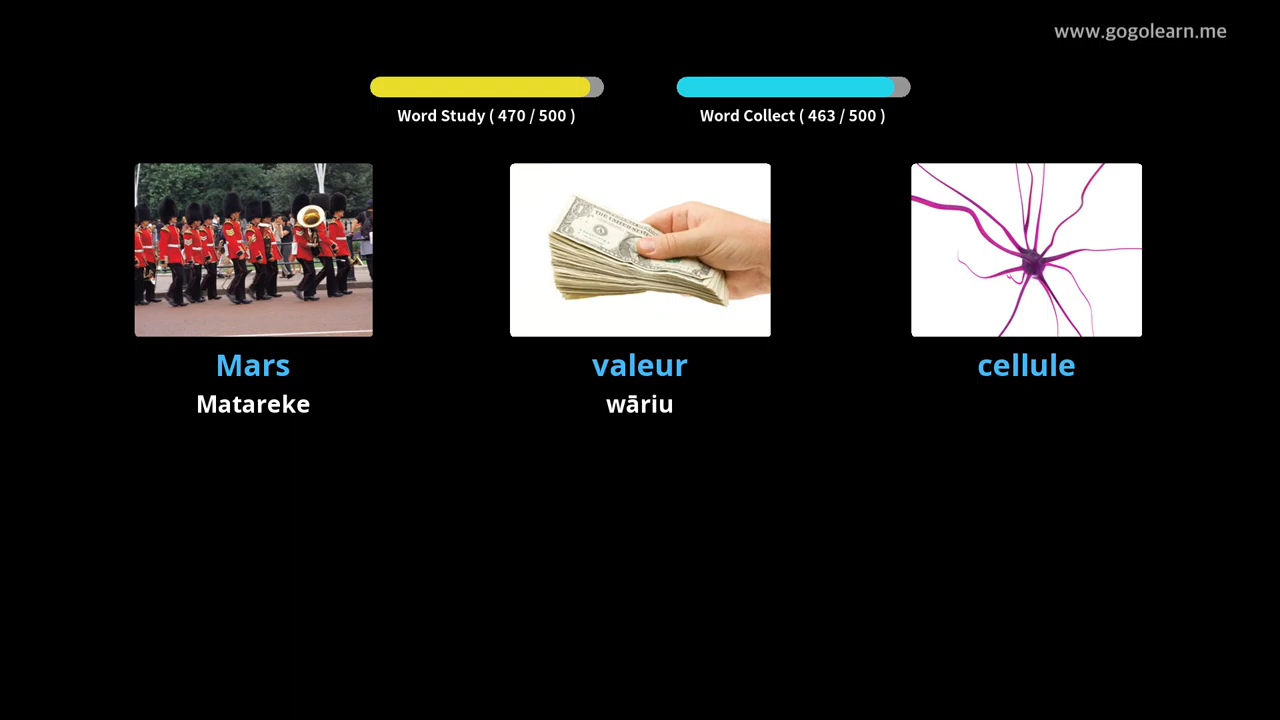 www.gogolearn.me
Word Study ( 470 / 500 )
Word Collect ( 463 / 500 )
Mars
valeur
cellule
Matareke
wāriu